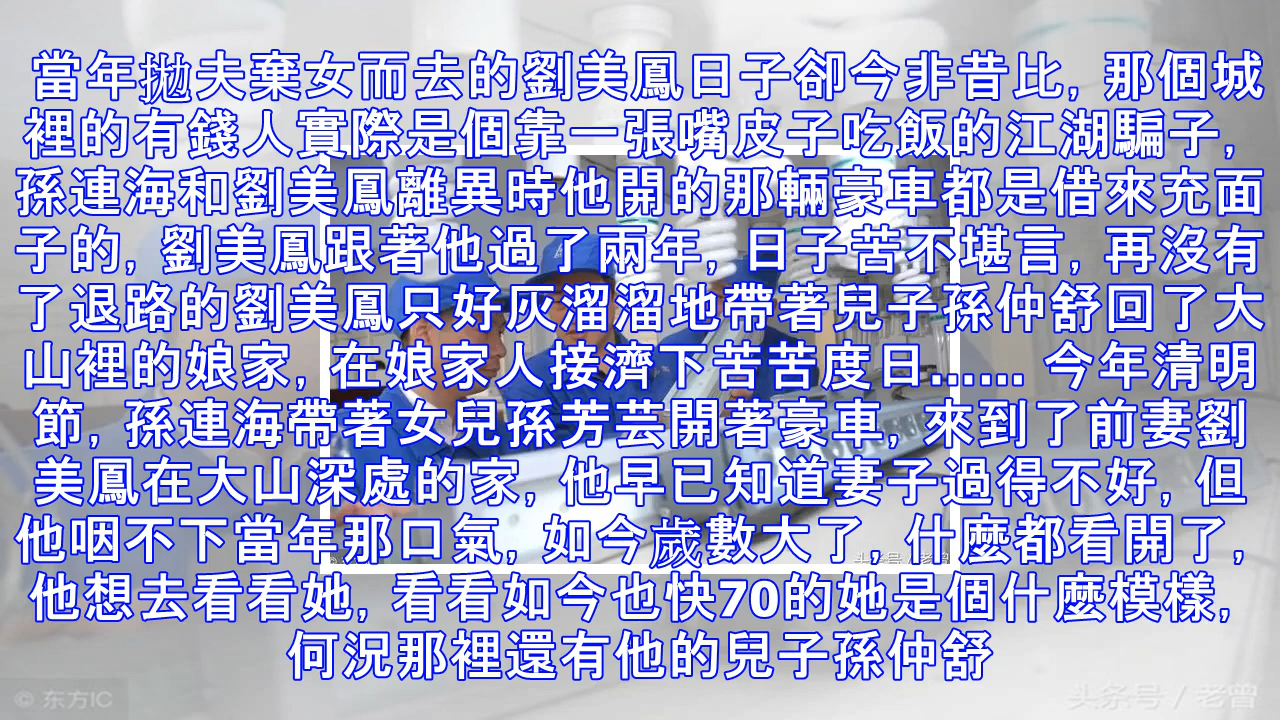 當年拋夫棄女而去的劉美鳳日子卻今非昔比, 那個城
裡的有錢人實際是個靠一張嘴皮子吃飯的江湖騙子,
孫連海和劉美鳳離異時他開的那輛豪車都是借來充面
子的, 劉美鳳跟著他過了兩年, 日子苦不堪言, 再沒有
了退路的劉美鳳只好灰溜溜地帶著兒子孫仲舒回了大
山裡的娘家, 在娘家人接濟下苦苦度日...... 今年清明
節, 孫連海帶著女兒孫芳芸開著豪車, 來到了前妻劉
美鳳在大山深處的家, 他早已知道妻子過得不好, 但
他咽不下當年那口氣, 如今歲數大了, 什麼都看開了,
他想去看看她, 看看如今也快70的她是個什麼模樣,
何況那裡還有他的兒子孫仲舒
头条号 / 老曾
© 东方IC
头条号 / 老曾